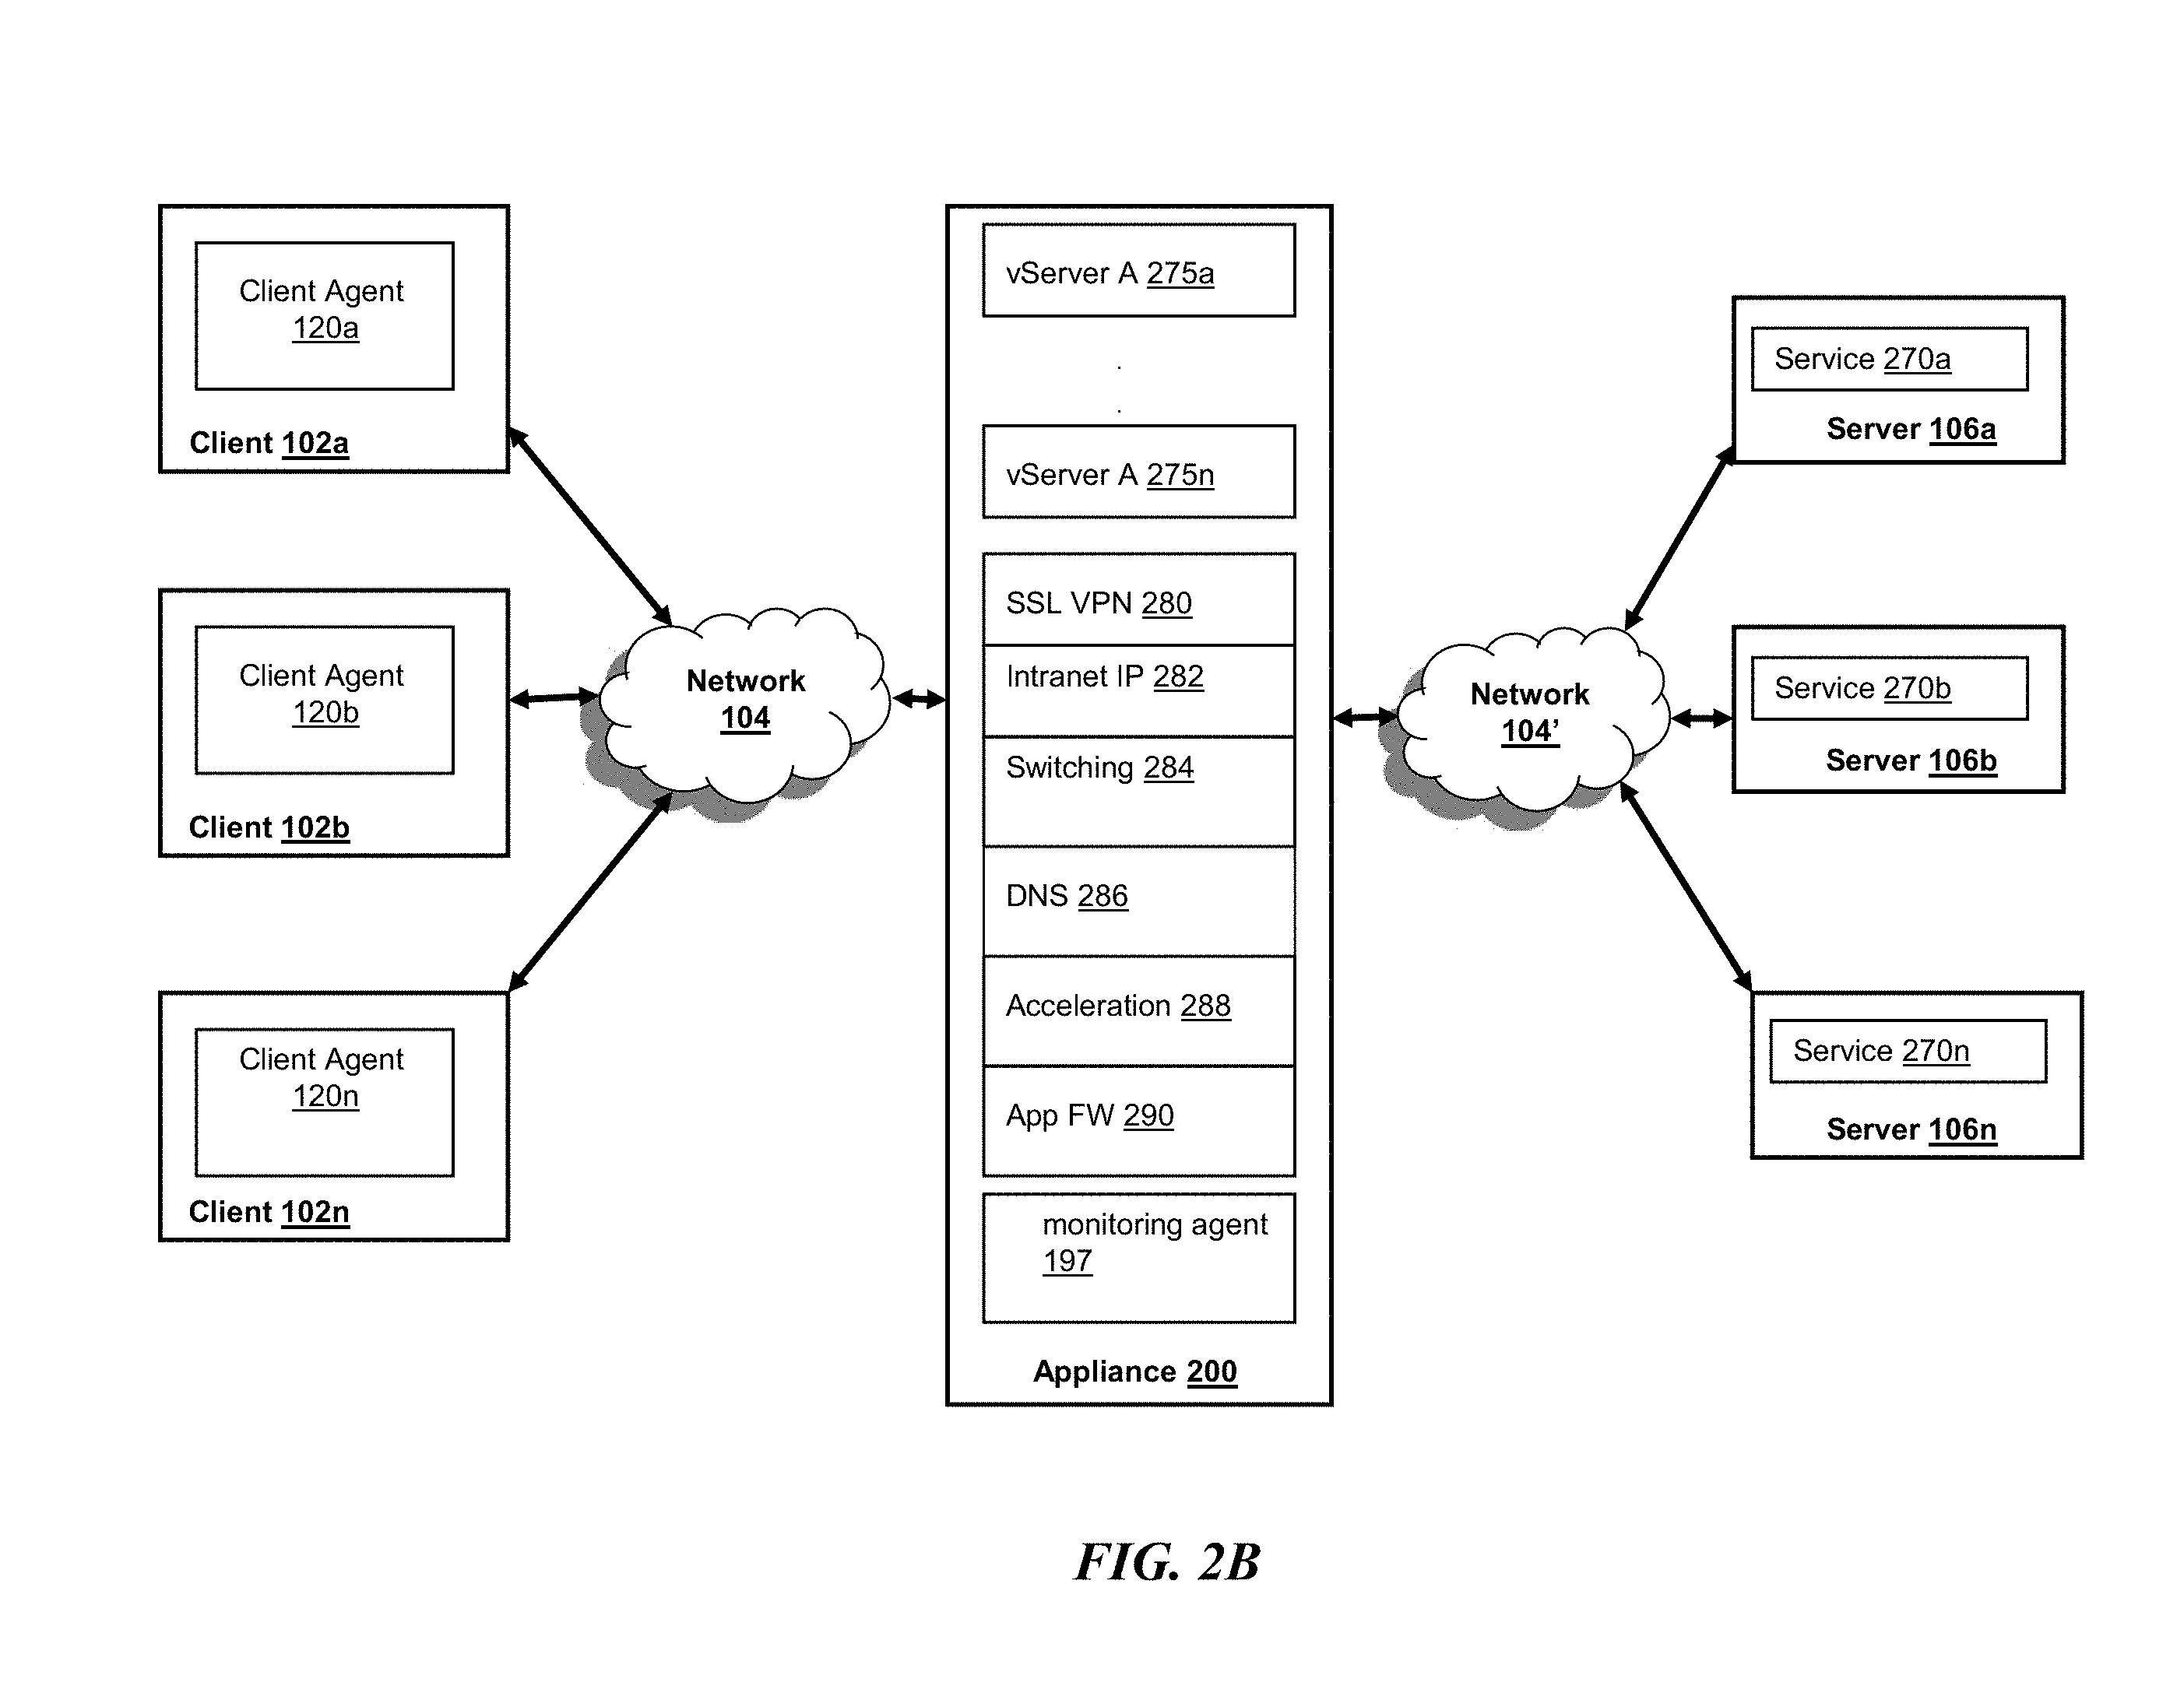 Client Agent
120a
Client 102a
Client Agent
120b
Client 102b
Client Agent
120n
Client 102n
Network
104
vServer A 275a
.
.
vServer A 275n
SSL VPN 280
Intranet IP 282
Switching 284
DNS 286
Acceleration 288
App FW 290
monitoring agent
197
Appliance 200
Network
104’
Service 270a
Server 106a
Service 270b
Server 106b
Service 270n
Server 106n
FIG. 2B